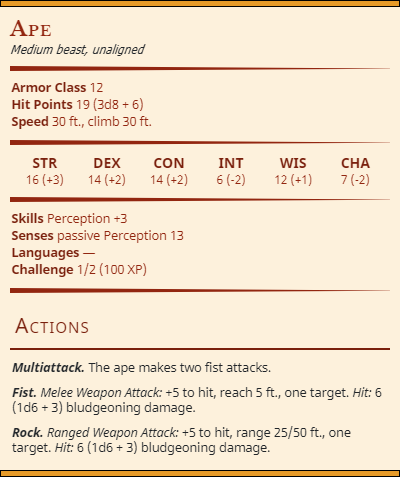 Ape
Medium beast, unaligned
Armor Class 12
Hit Points 19 (3d8 + 6)
Speed 30 ft., climb 30 ft.
STR DEX CON INT WIS CHA
16 (+3) 14 (+2) 14 (+2) 6 (-2) 12 (+1) 7 (-2)
Skills Perception +3
Senses passive Perception 13
Languages —
Challenge 1/2 (100 XP)
Actions
Multiattack. The ape makes two fist attacks.
Fist. Melee Weapon Attack: +5 to hit, reach 5 ft., one target. Hit: 6
(1d6 + 3) bludgeoning damage.
Rock. Ranged Weapon Attack: +5 to hit, range 25/50 ft., one
target. Hit: 6 (1d6 + 3) bludgeoning damage.